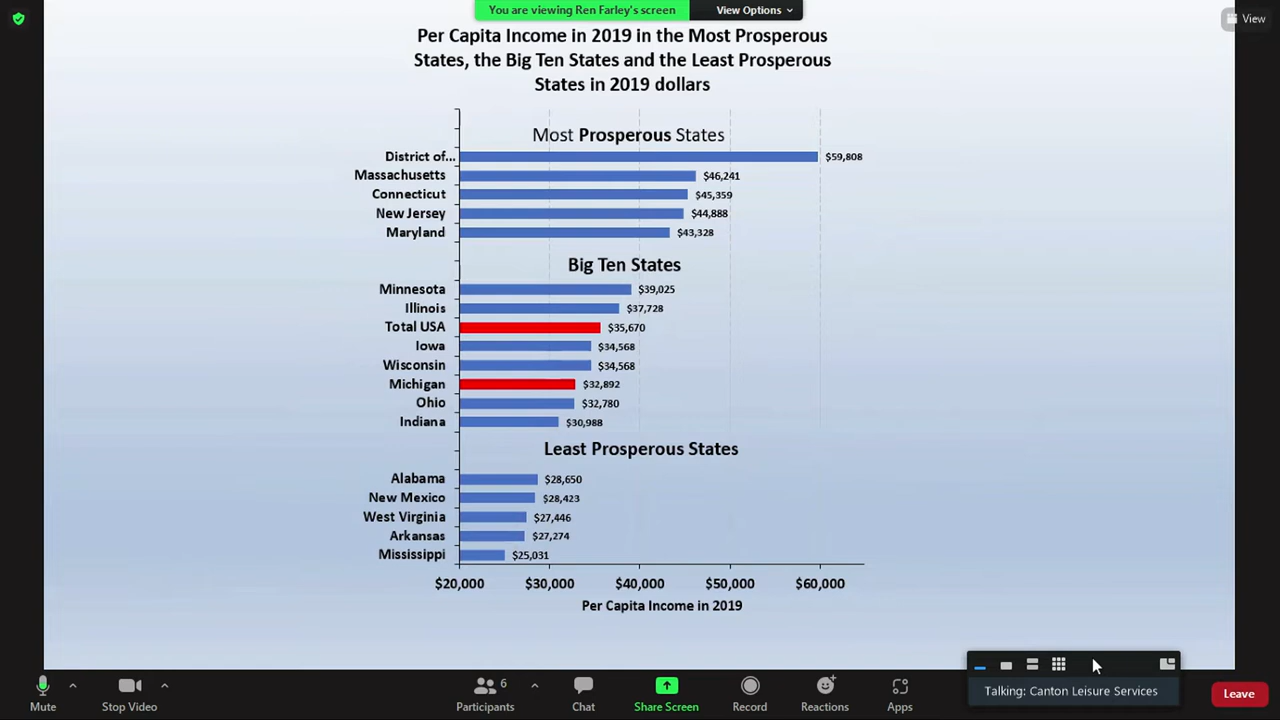 You are viewing Ren Farley's screen
View Options
View
Per Capita Income in 2019 in the Most Prosperous
States, the Big Ten States and the Least Prosperous
States in 2019 dollars
Most Prosperous States
District of... $59,808
Massachusetts $46,241
Connecticut $45,359
New Jersey $44,888
Maryland $43,328
Big Ten States
Minnesota $39,025
Illinois $37,728
Total USA $35,670
Iowa $34,568
Wisconsin $34,568
Michigan $32,892
Ohio $32,780
Indiana $30,988
Least Prosperous States
Alabama $28,650
New Mexico $28,423
West Virginia $27,446
Arkansas $27,274
Mississippi $25,031
$20,000 $30,000 $40,000 $50,000 $60,000
Per Capita Income in 2019
Talking: Canton Leisure Services
Mute Stop Video Participants 6 Chat Share Screen Record Reactions Apps Leave